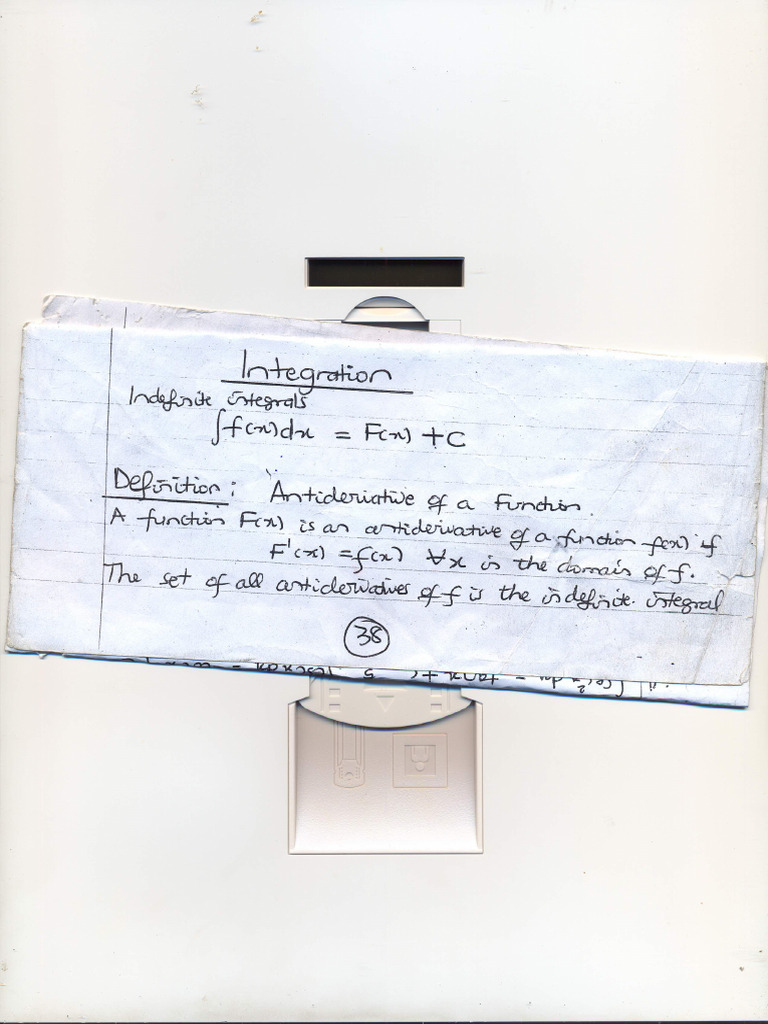 Integration
Indefinite integrals
∫f(x)dx = F(x) + C
Definition: Antiderivative of a Function.
A function F(x) is an antiderivative of a function f(x) if
F'(x) = f(x) ∀x in the domain of f.
The set of all antiderivatives of f is the indefinite integral
38